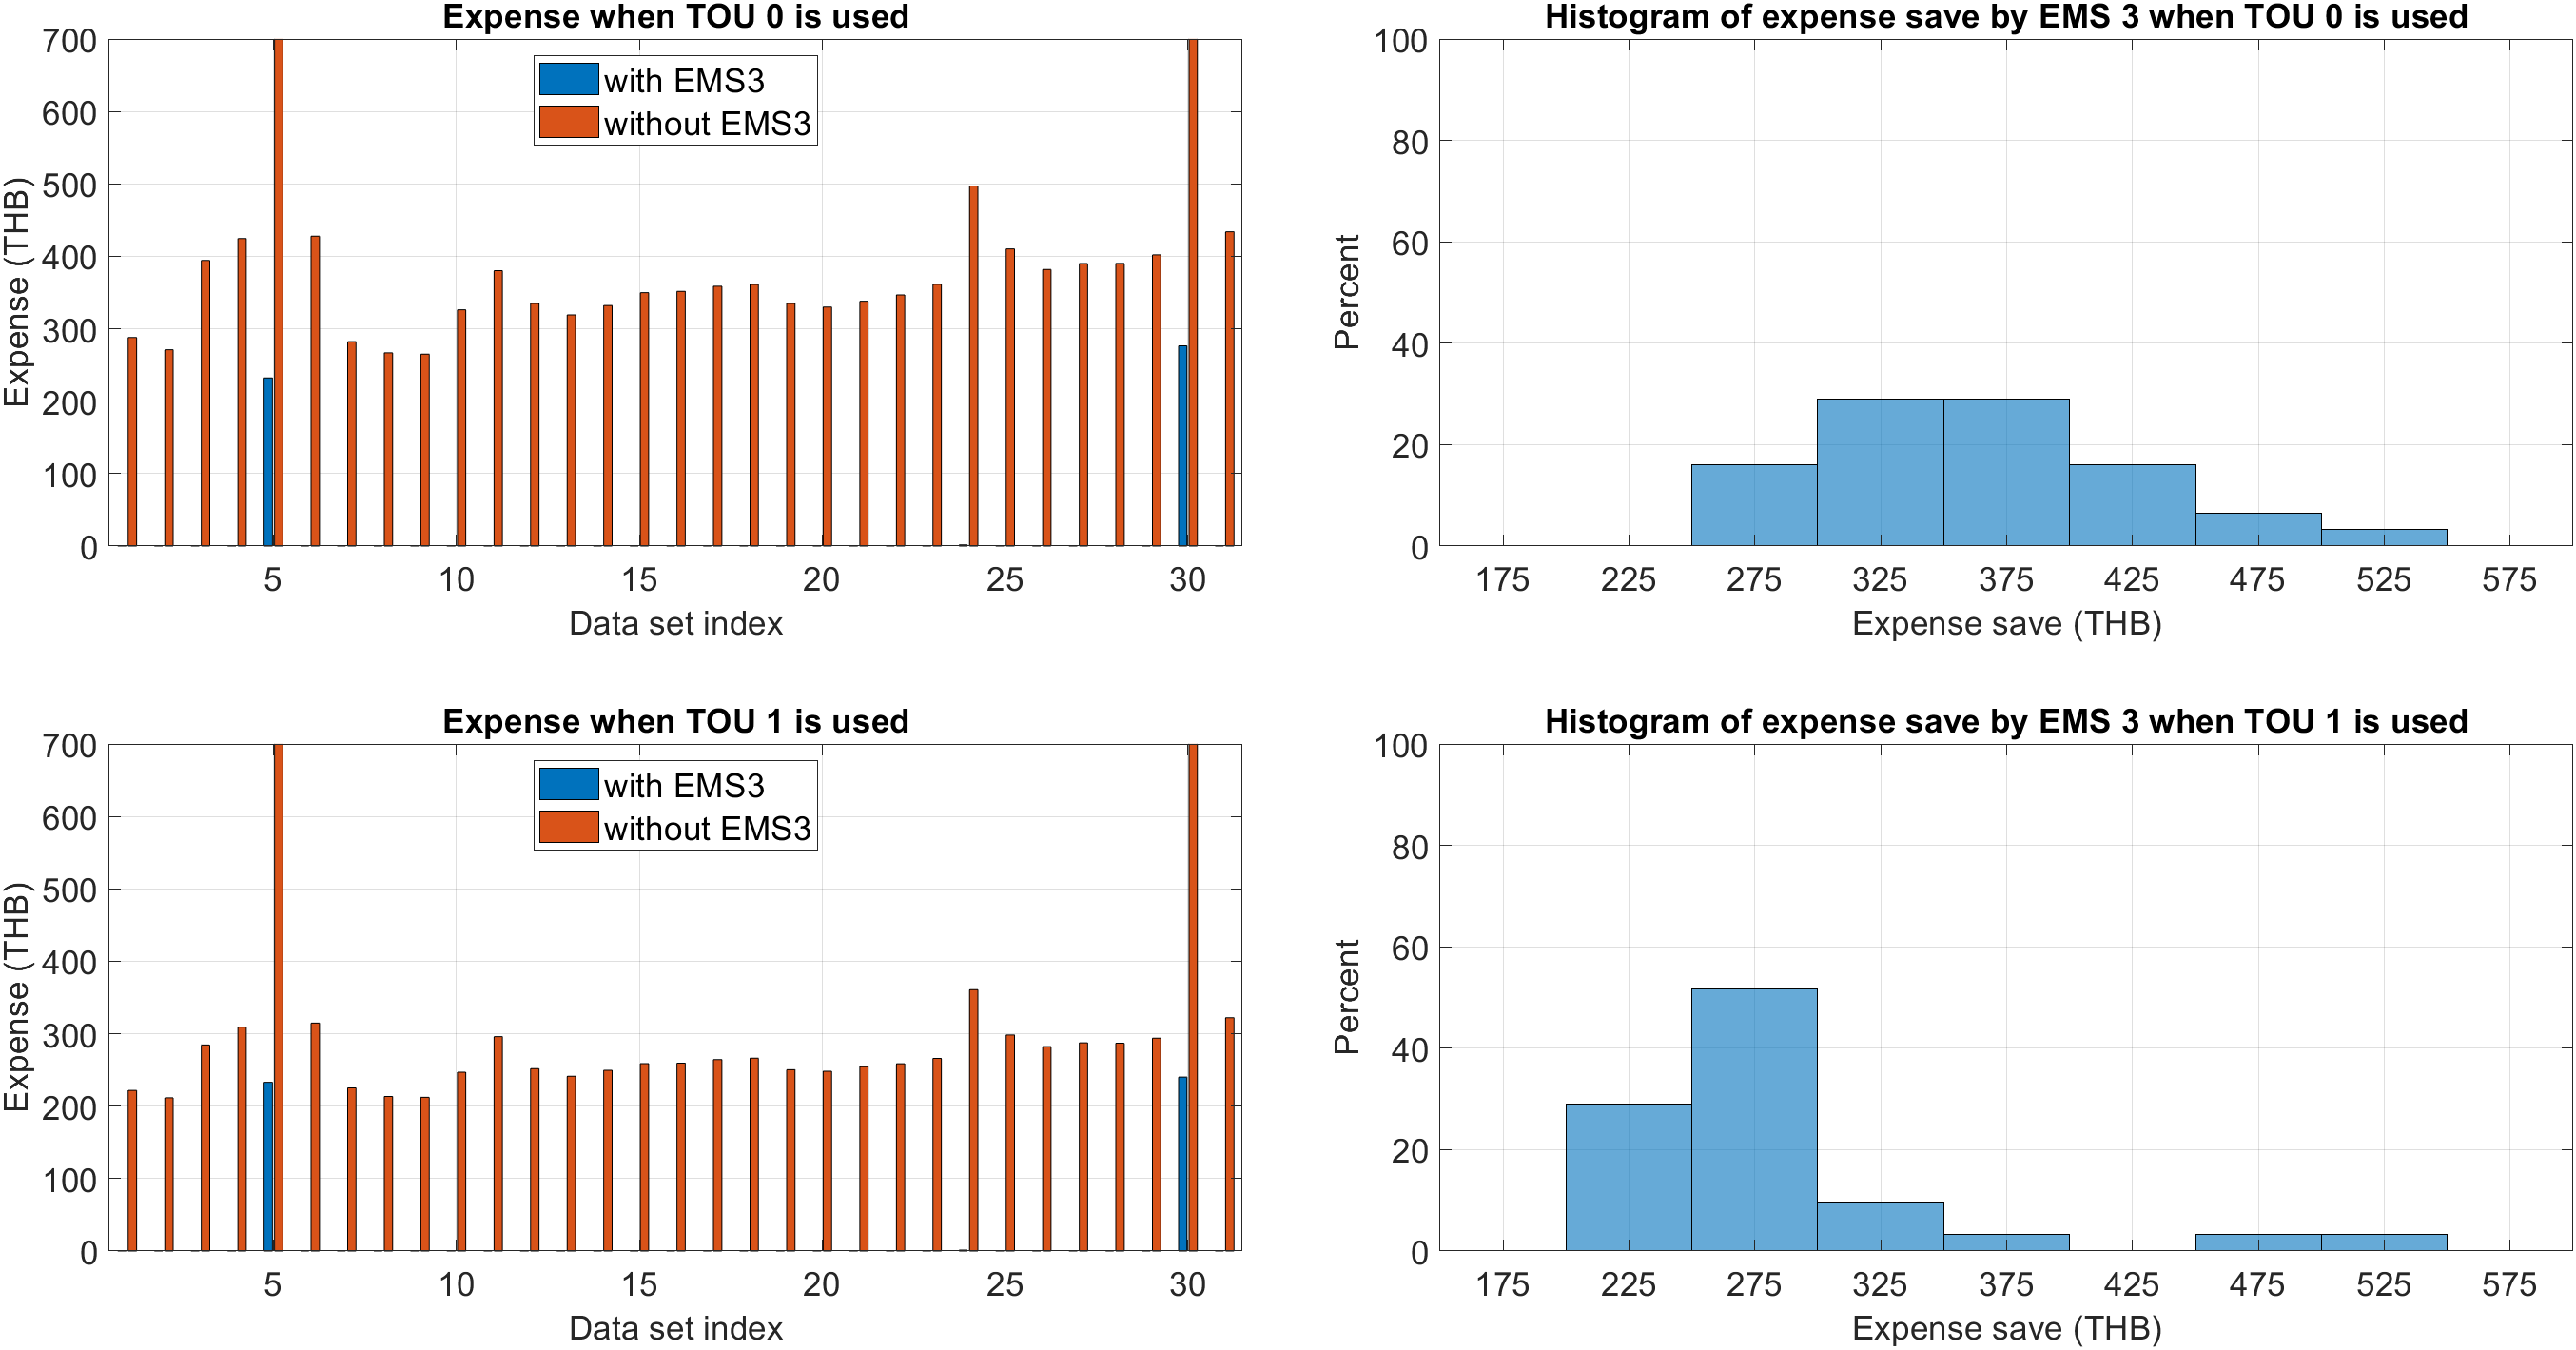 Expense when TOU 0 is used
700
600
500
400
300
200
100
0
Expense (THB)
with EMS3
without EMS3
5 10 15 20 25 30
Data set index
Histogram of expense save by EMS 3 when TOU 0 is used
100
80
60
40
20
0
Percent
175 225 275 325 375 425 475 525 575
Expense save (THB)
Expense when TOU 1 is used
700
600
500
400
300
200
100
0
Expense (THB)
with EMS3
without EMS3
5 10 15 20 25 30
Data set index
Histogram of expense save by EMS 3 when TOU 1 is used
100
80
60
40
20
0
Percent
175 225 275 325 375 425 475 525 575
Expense save (THB)